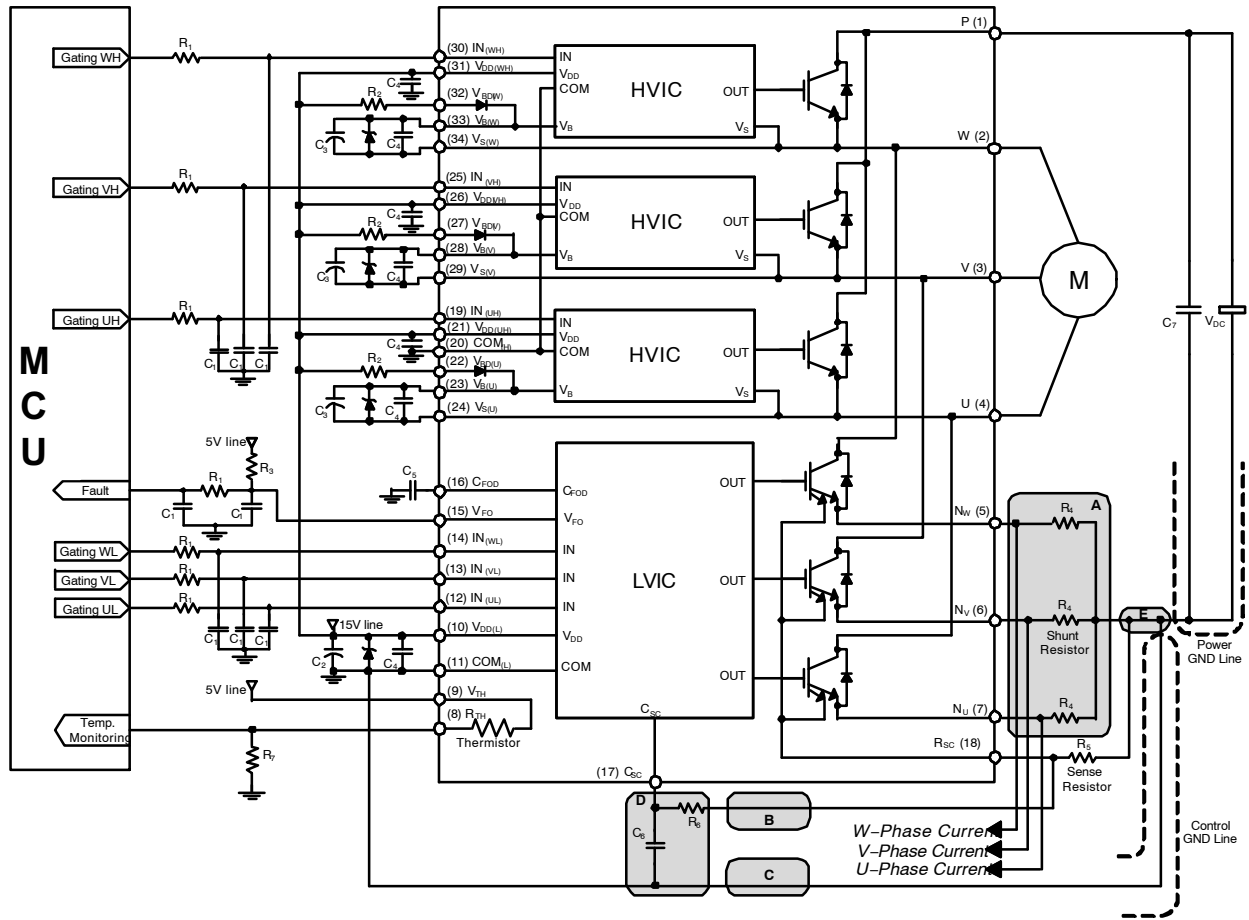 MCU
Gating WH
R1
(30) IN(WH)
(31) VDD(WH)
C4
R2
(32) VBD(W)
(33) VB(W)
C3
C4
(34) VS(W)
IN
VDD
COM
VB
HVIC
OUT
VS
P (1)
W (2)
Gating VH
R1
(25) IN (VH)
(26) VDD(VH)
C4
R2
(27) VBD(V)
(28) VB(V)
C3
C4
(29) VS(V)
IN
VDD
COM
VB
HVIC
OUT
VS
V (3)
M
C7
VDC
Gating UH
R1
C1
C1
C1
(19) IN (UH)
(21) VDD(UH)
(20) COM(H)
C4
R2
(22) VBD(U)
(23) VB(U)
C3
C4
(24) VS(U)
IN
VDD
COM
VB
HVIC
OUT
VS
U (4)
5V line
R3
Fault
R1
C1
C1
C5
(16) CFOD
(15) VFO
Gating WL
R1
(14) IN(WL)
Gating VL
R1
(13) IN (VL)
Gating UL
R1
(12) IN (UL)
C1
C1
C1
15V line
C2
C4
(10) VDD(L)
(11) COM(L)
CFOD
VFO
IN
IN
IN
VDD
COM
LVIC
OUT
OUT
OUT
CSC
NW (5)
NV (6)
NU (7)
RSC (18)
A
R4
R4
Shunt
Resistor
R4
E
Power
GND Line
R5
Sense
Resistor
5V line
(9) VTH
(8) RTH
Thermistor
Temp.
Monitoring
R7
(17) CSC
D
R6
C6
B
C
W-Phase Current
V-Phase Current
U-Phase Current
Control
GND Line